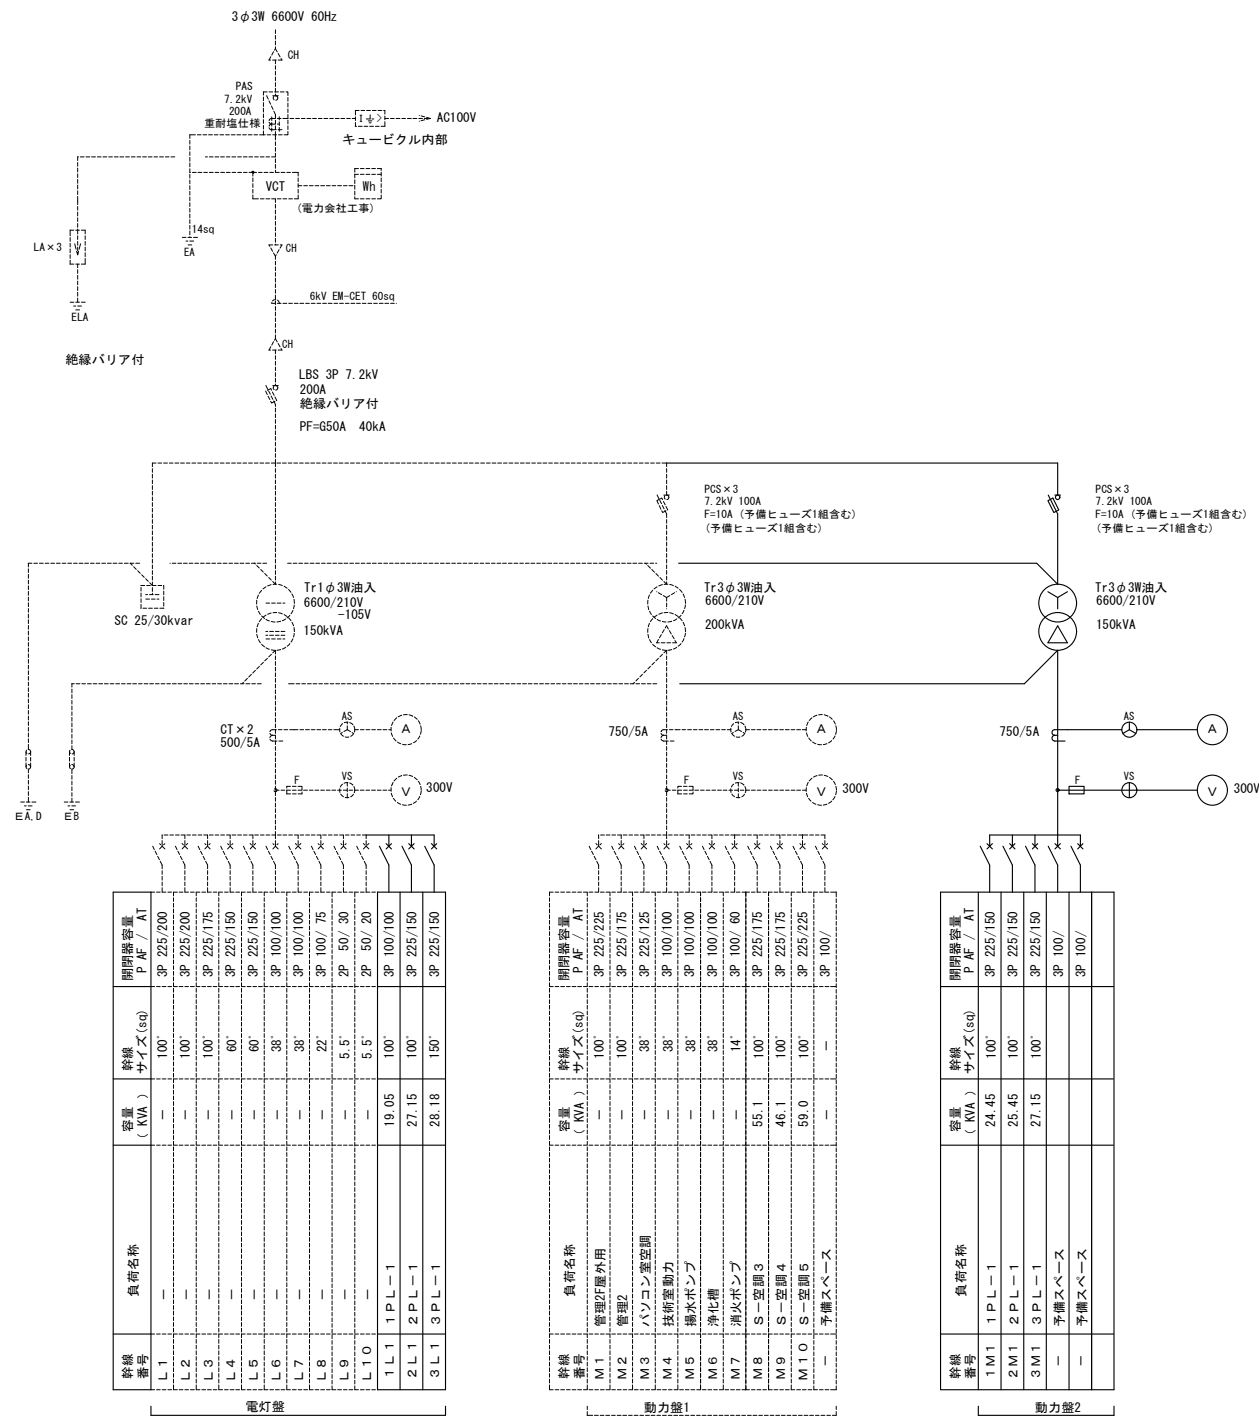 3φ3W 6600V 60Hz
CH
PAS
7.2kV
200A
重耐塩仕様
I
>
AC100V
キュービクル内部
VCT
Wh
(電力会社工事)
LA×3
14sq
EA
CH
ELA
6kV EM-CET 60sq
CH
絶縁バリア付
LBS 3P 7.2kV
200A
絶縁バリア付
PF=G50A 40kA
PCS×3
7.2kV 100A
F=10A (予備ヒューズ1組含む)
(予備ヒューズ1組含む)
PCS×3
7.2kV 100A
F=10A (予備ヒューズ1組含む)
(予備ヒューズ1組含む)
SC 25/30kvar
Tr1φ3W油入
6600/210V
-105V
150kVA
Tr3φ3W油入
6600/210V
200kVA
Tr3φ3W油入
6600/210V
150kVA
CT×2
500/5A
AS
A
750/5A
AS
A
750/5A
AS
A
F
VS
V
300V
F
VS
V
300V
F
VS
V
300V
EA.D
EB
開閉器容量
P AF / AT
3P 225/200
3P 225/200
3P 225/175
3P 225/150
3P 225/150
3P 100/100
3P 100/100
3P 100/ 75
2P 50/ 30
2P 50/ 20
3P 100/100
3P 225/150
3P 225/150
幹線
サイズ(sq)
100°
100°
100°
60°
60°
38°
38°
22°
5.5°
5.5°
100°
100°
150°
容量
( KVA )
－
－
－
－
－
－
－
－
－
－
19.05
27.15
28.18
負荷名称
－
－
－
－
－
－
－
－
－
－
1PL－1
2PL－1
3PL－1
幹線
番号
L1
L2
L3
L4
L5
L6
L7
L8
L9
L10
1L1
2L1
3L1
電灯盤
開閉器容量
P AF / AT
3P 225/225
3P 225/175
3P 225/125
3P 100/100
3P 100/100
3P 100/100
3P 100/ 60
3P 225/175
3P 225/175
3P 225/225
3P 100/
幹線
サイズ(sq)
100°
100°
38°
38°
38°
38°
14°
100°
100°
100°
－
容量
( KVA )
－
－
－
－
－
－
－
55.1
46.1
59.0
－
負荷名称
管理2F屋外用
管理2
パソコン室空調
技術室動力
揚水ポンプ
浄化槽
消火ポンプ
S－空調3
S－空調4
S－空調5
予備スペース
幹線
番号
M1
M2
M3
M4
M5
M6
M7
M8
M9
M10
－
動力盤1
開閉器容量
P AF / AT
3P 225/150
3P 225/150
3P 225/150
3P 100/
3P 100/
幹線
サイズ(sq)
100°
100°
100°
容量
( KVA )
24.45
25.45
27.15
負荷名称
1PL－1
2PL－1
3PL－1
予備スペース
予備スペース
幹線
番号
1M1
2M1
3M1
－
－
動力盤2